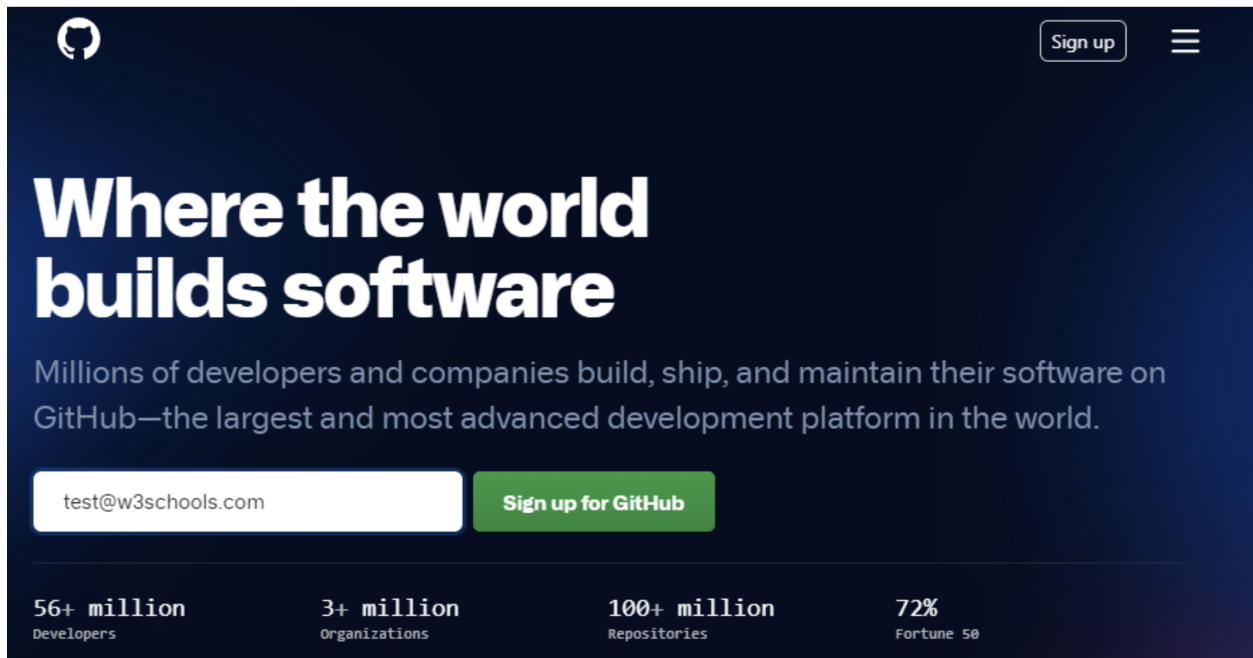 Sign up
Where the world
builds software
Millions of developers and companies build, ship, and maintain their software on
GitHub—the largest and most advanced development platform in the world.
test@w3schools.com
Sign up for GitHub
56+ million
Developers
3+ million
Organizations
100+ million
Repositories
72%
Fortune 50